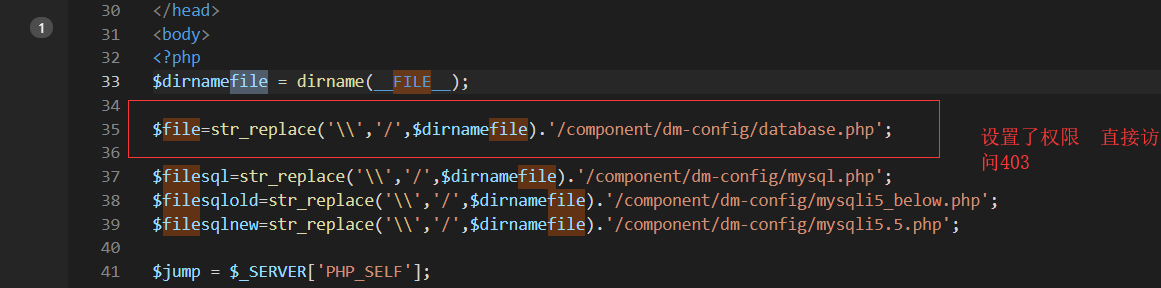 1
30 </head>
31 <body>
32 <?php
33 $dirnamefile = dirname(__FILE__);
34
35 $file=str_replace('\\','/',$dirnamefile).'/component/dm-config/database.php';
设置了权限 直接访
问403
36
37 $filesql=str_replace('\\','/',$dirnamefile).'/component/dm-config/mysql.php';
38 $filesqlold=str_replace('\\','/',$dirnamefile).'/component/dm-config/mysqli5_below.php';
39 $filesqlnew=str_replace('\\','/',$dirnamefile).'/component/dm-config/mysqli5.5.php';
40
41 $jump = $_SERVER['PHP_SELF'];